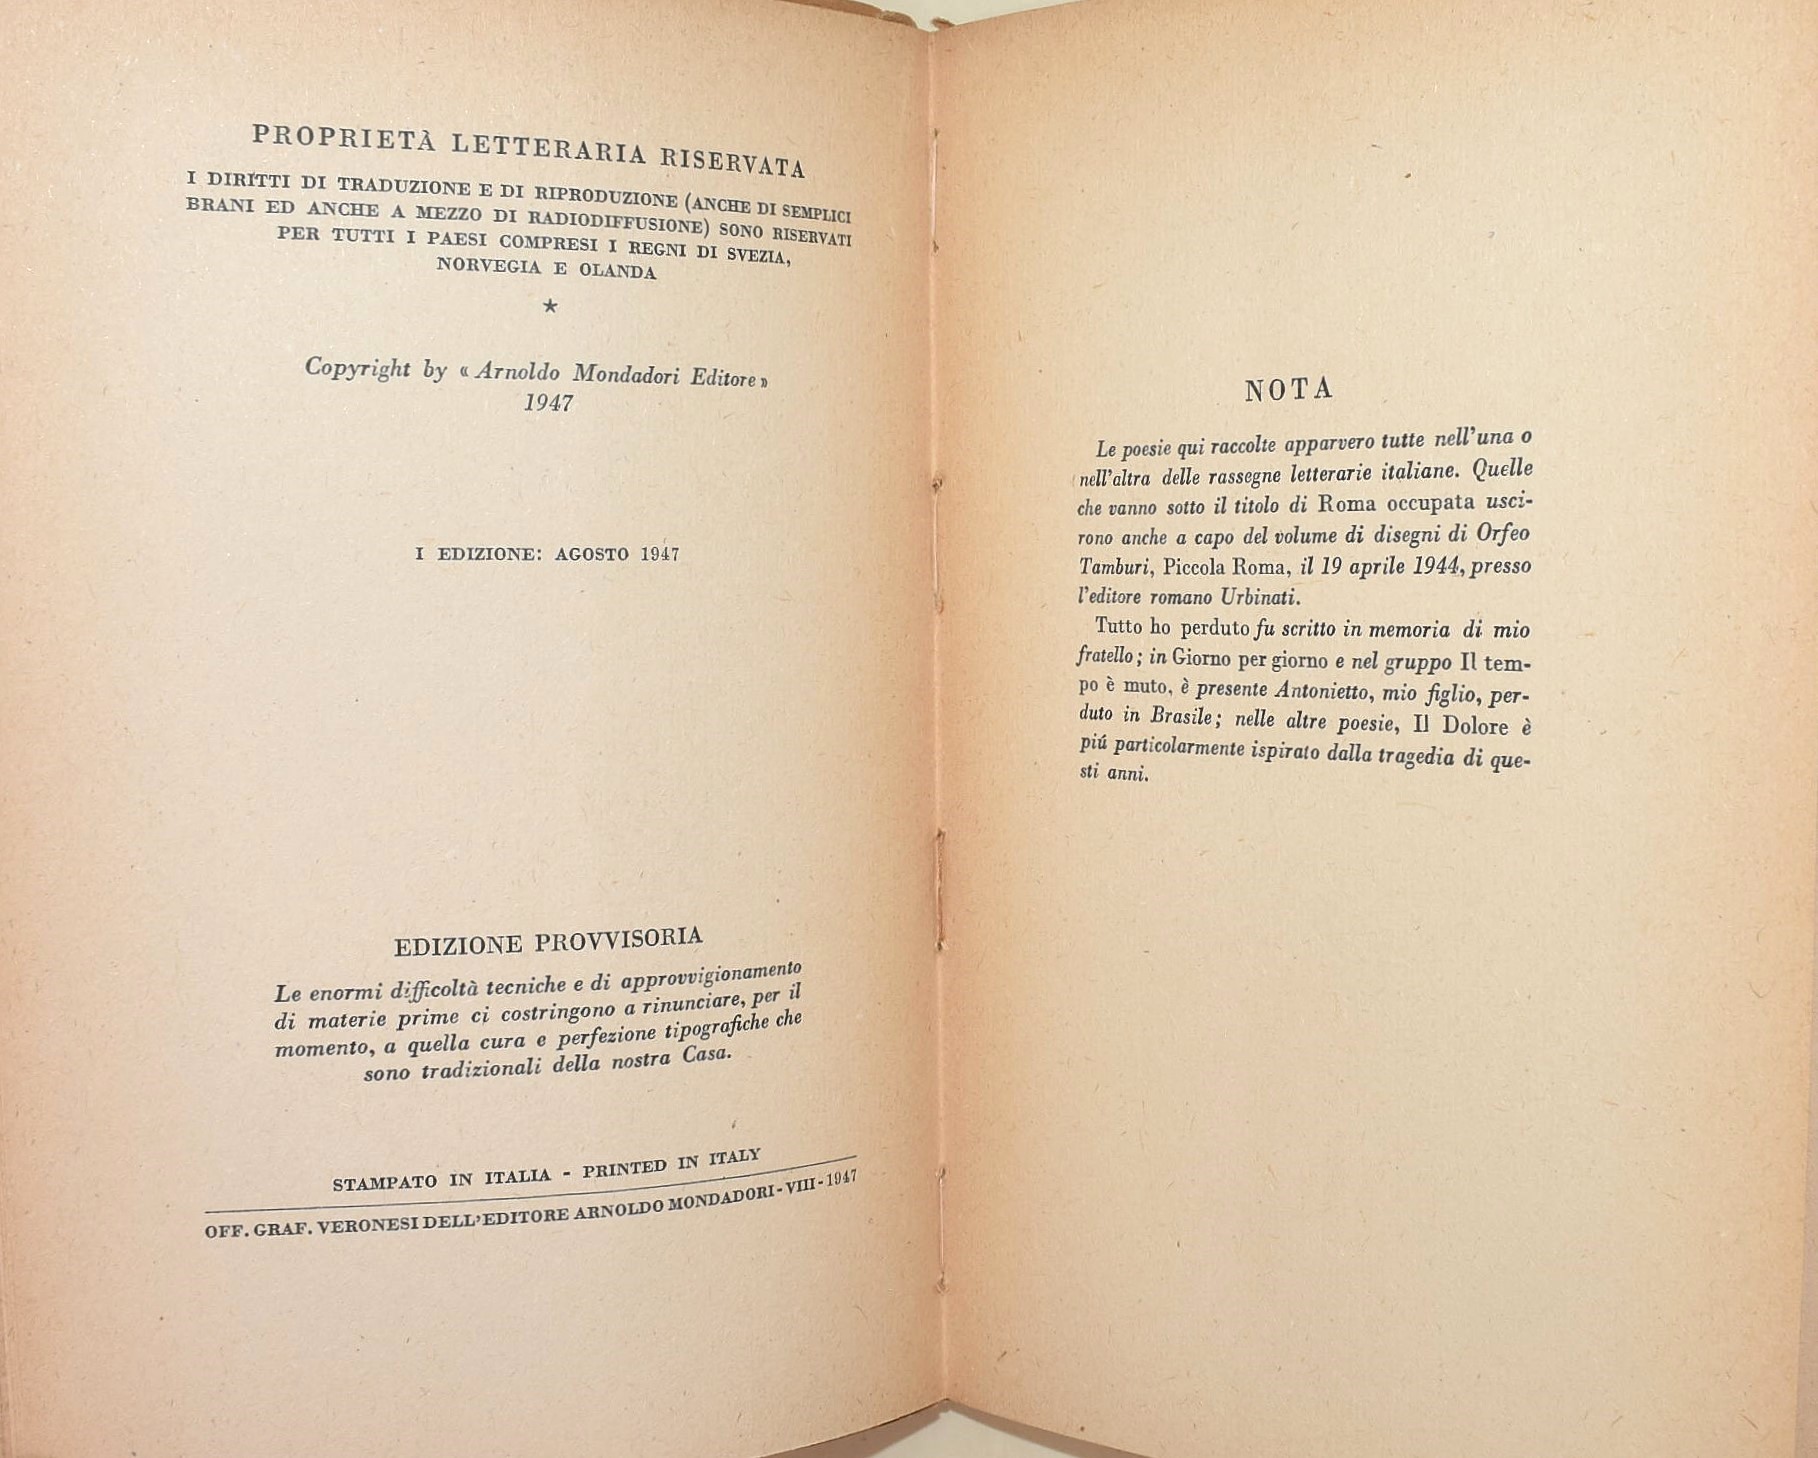 PROPRIETÀ LETTERARIA RISERVATA
I DIRITTI DI TRADUZIONE E DI RIPRODUZIONE (ANCHE DI SEMPLICI
BRANI ED ANCHE A MEZZO DI RADIODIFFUSIONE) SONO RISERVATI
PER TUTTI I PAESI COMPRESI I REGNI DI SVEZIA,
NORVEGIA E OLANDA
★
Copyright by « Arnoldo Mondadori Editore »
1947
I EDIZIONE: AGOSTO 1947
EDIZIONE PROVVISORIA
Le enormi difficoltà tecniche e di approvvigionamento
di materie prime ci costringono a rinunciare, per il
momento, a quella cura e perfezione tipografiche che
sono tradizionali della nostra Casa.
STAMPATO IN ITALIA - PRINTED IN ITALY
OFF. GRAF. VERONESI DELL'EDITORE ARNOLDO MONDADORI - VIII - 1947
NOTA
Le poesie qui raccolte apparvero tutte nell'una o
nell'altra delle rassegne letterarie italiane. Quelle
che vanno sotto il titolo di Roma occupata usci-
rono anche a capo del volume di disegni di Orfeo
Tamburi, Piccola Roma, il 19 aprile 1944, presso
l'editore romano Urbinati.
Tutto ho perduto fu scritto in memoria di mio
fratello; in Giorno per giorno e nel gruppo Il tem-
po è muto, è presente Antonietto, mio figlio, per-
duto in Brasile; nelle altre poesie, Il Dolore è
piú particolarmente ispirato dalla tragedia di que-
sti anni.